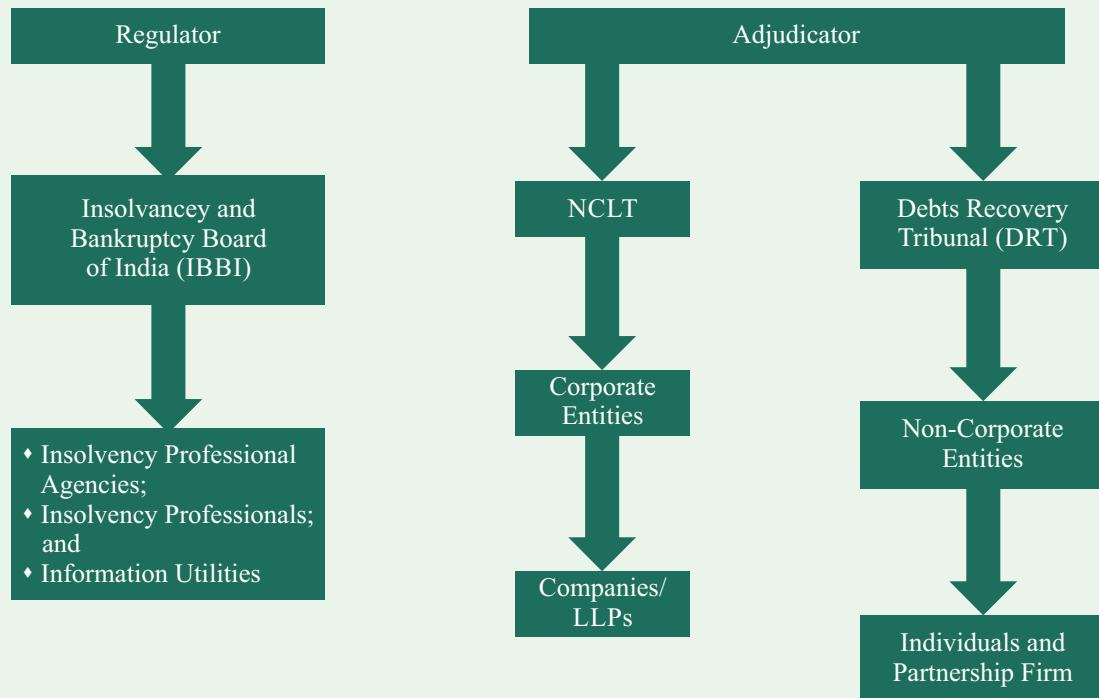 Regulator
Insolvancey and
Bankruptcy Board
of India (IBBI)
♦ Insolvency Professional
Agencies;
♦ Insolvency Professionals;
and
♦ Information Utilities
Adjudicator
NCLT
Corporate
Entities
Companies/
LLPs
Debts Recovery
Tribunal (DRT)
Non-Corporate
Entities
Individuals and
Partnership Firm